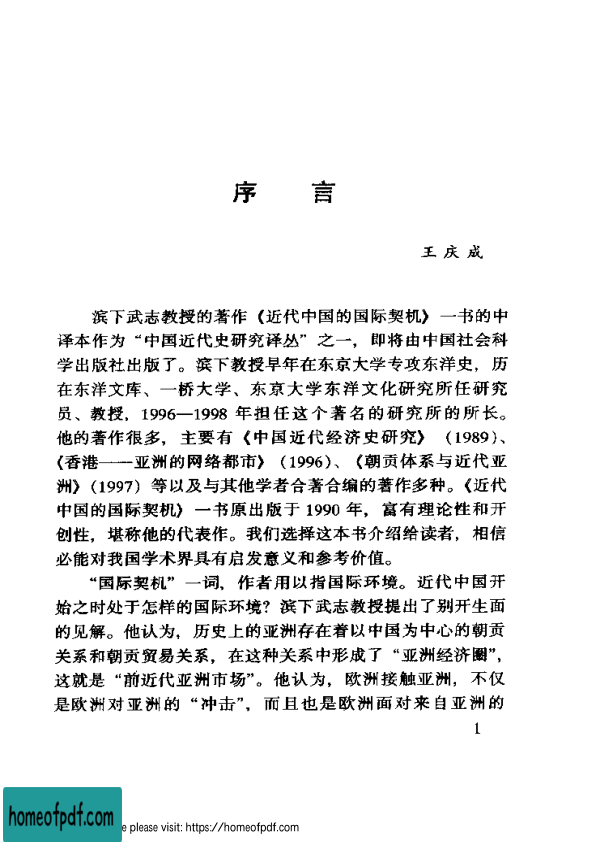 序 言
王庆成
滨下武志教授的著作《近代中国的国际契机》一书的中
译本作为“中国近代史研究译丛”之一，即将由中国社会科
学出版社出版了。滨下教授早年在东京大学专攻东洋史，历
在东洋文库、一桥大学、东京大学东洋文化研究所任研究
员、教授，1996—1998 年担任这个著名的研究所的所长。
他的著作很多，主要有《中国近代经济史研究》（1989）、
《香港——亚洲的网络都市》（1996）、《朝贡体系与近代亚
洲》（1997）等以及与其他学者合著合编的著作多种。《近代
中国的国际契机》一书原出版于 1990 年，富有理论性和开
创性，堪称他的代表作。我们选择这本书介绍给读者，相信
必能对我国学术界具有启发意义和参考价值。
“国际契机”一词，作者用以指国际环境。近代中国开
始之时处于怎样的国际环境？滨下武志教授提出了别开生面
的见解。他认为，历史上的亚洲存在着以中国为中心的朝贡
关系和朝贡贸易关系，在这种关系中形成了“亚洲经济圈”，
这就是“前近代亚洲市场”。他认为，欧洲接触亚洲，不仅
是欧洲对亚洲的“冲击”，而且也是欧洲面对来自亚洲的
1
homeofpdf.com
e please visit: https://homeofpdf.com